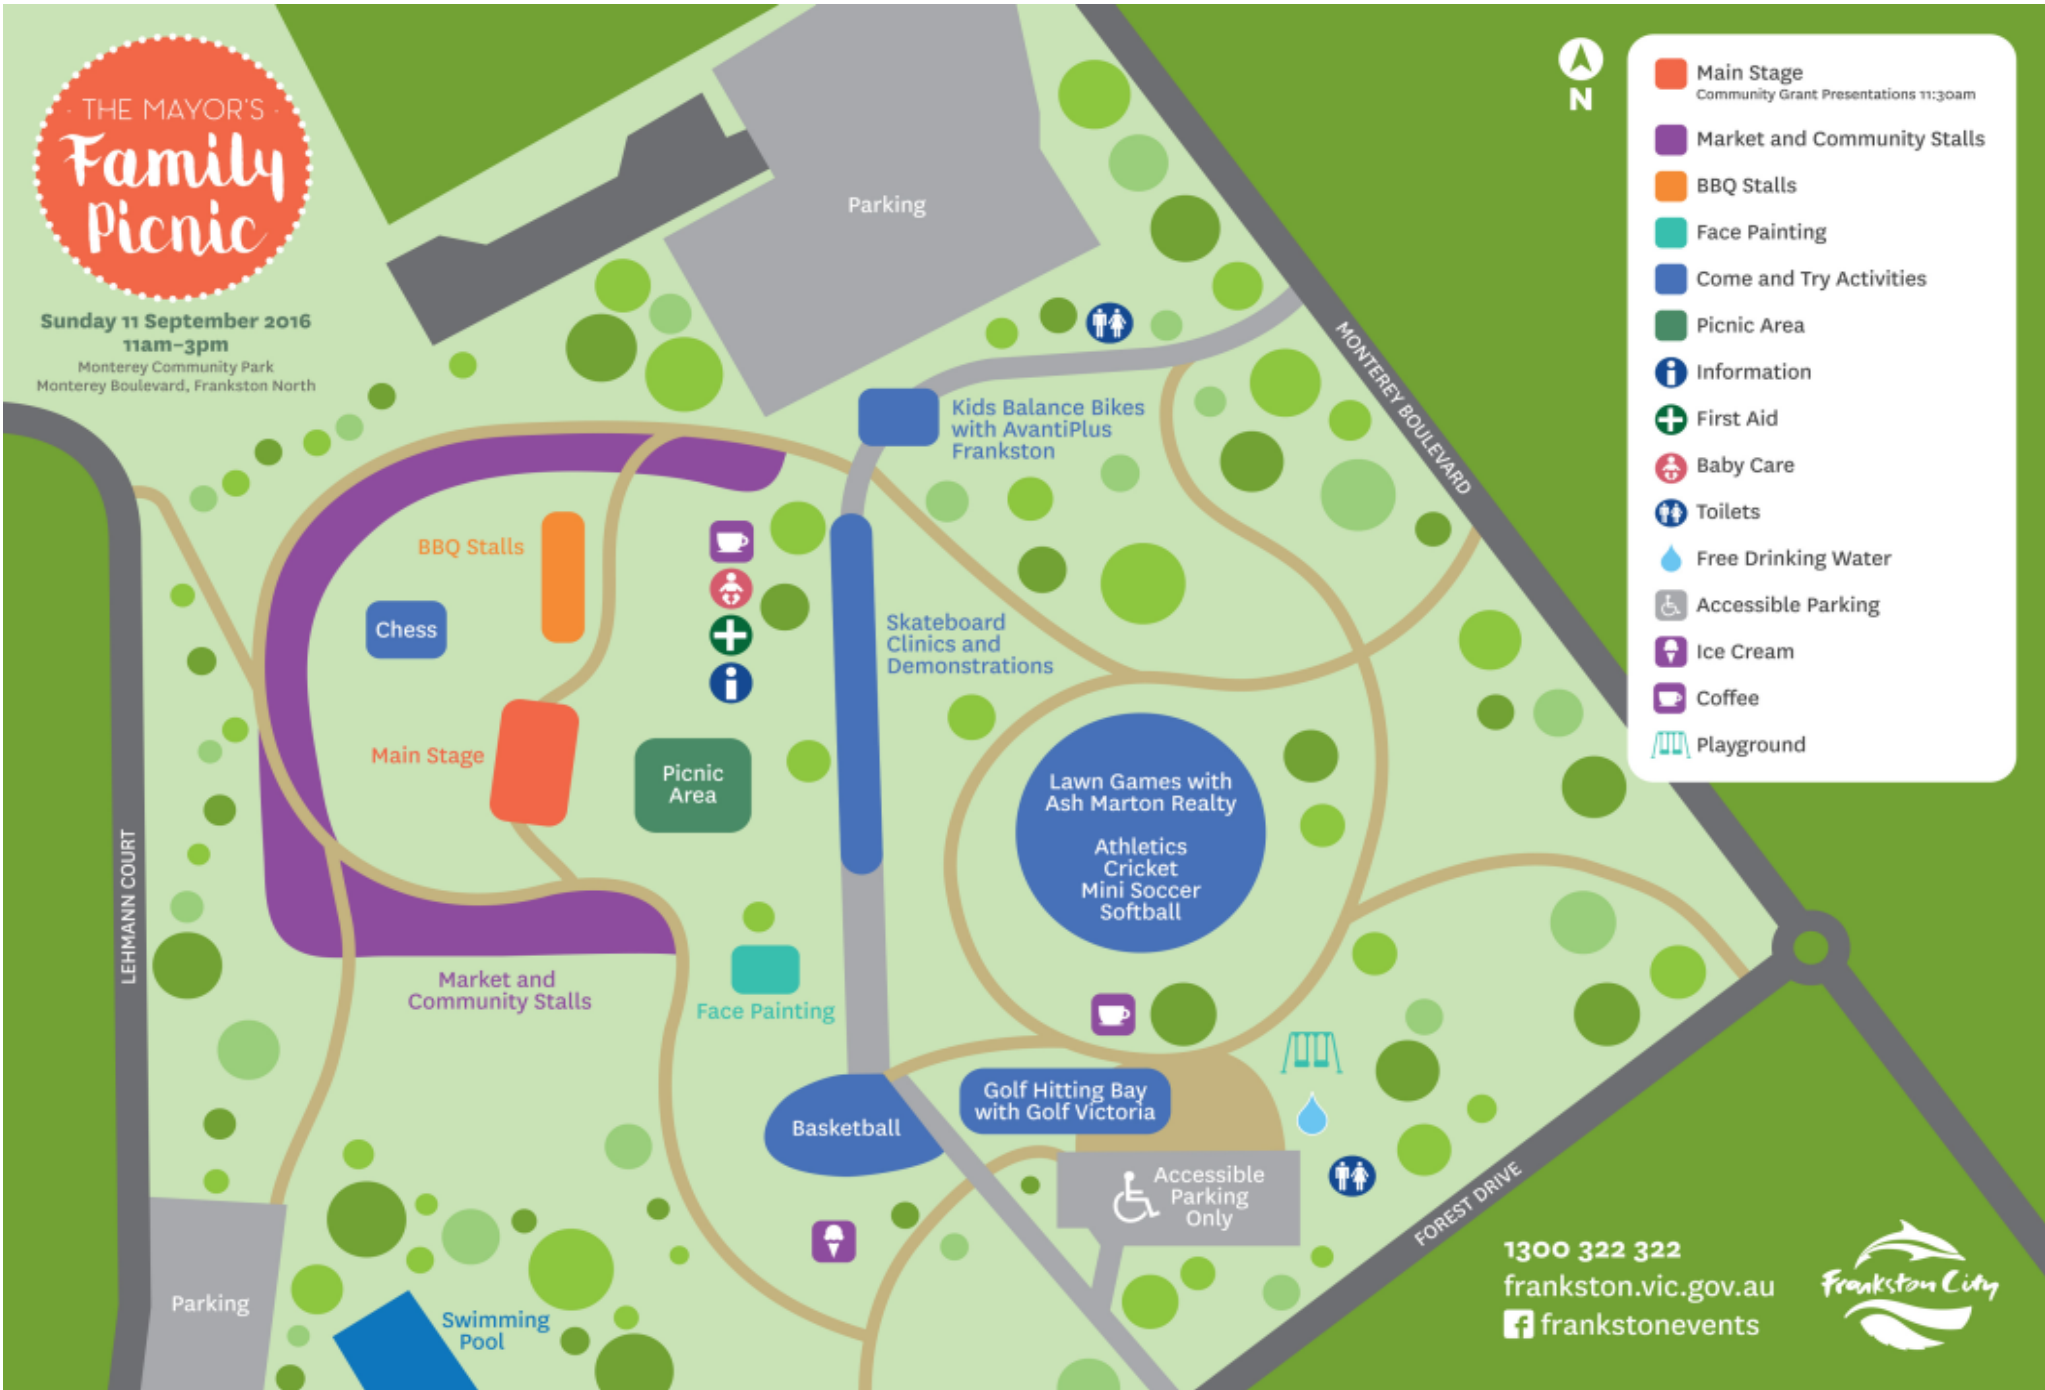 THE MAYOR'S
Family
Picnic
Sunday 11 September 2016
11am–3pm
Monterey Community Park
Monterey Boulevard, Frankston North
N
Main Stage
Community Grant Presentations 11:30am
Market and Community Stalls
BBQ Stalls
Face Painting
Come and Try Activities
Picnic Area
Information
First Aid
Baby Care
Toilets
Free Drinking Water
Accessible Parking
Ice Cream
Coffee
Playground
Parking
MONTEREY BOULEVARD
Kids Balance Bikes
with AvantiPlus
Frankston
BBQ Stalls
Chess
Skateboard
Clinics and
Demonstrations
Main Stage
Picnic
Area
Lawn Games with
Ash Marton Realty
Athletics
Cricket
Mini Soccer
Softball
LEHMANN COURT
Market and
Community Stalls
Face Painting
Golf Hitting Bay
with Golf Victoria
Basketball
Accessible
Parking
Only
FOREST DRIVE
Parking
Swimming
Pool
1300 322 322
frankston.vic.gov.au
frankstonevents
Frankston City